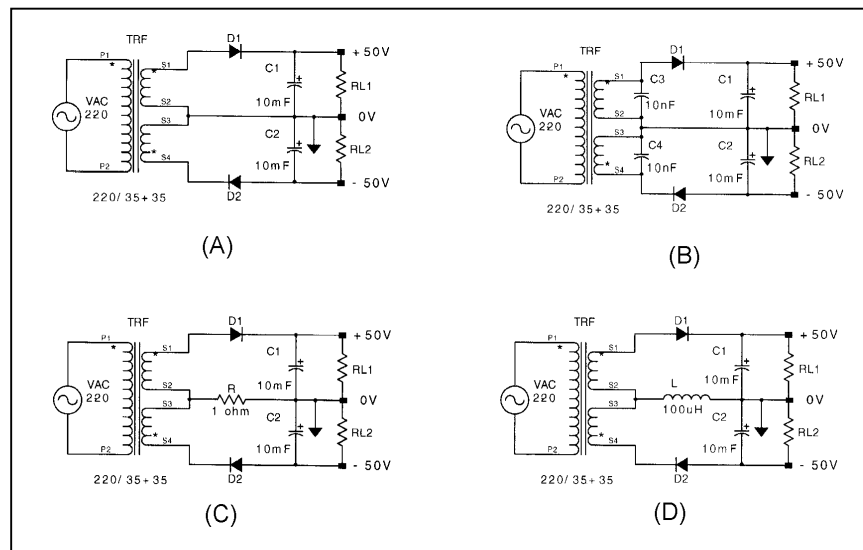 TRF
P1
*
S1
*
D1
+ 50V
C1
+
10mF
RL1
VAC
220
S2
S3
0V
C2
+
10mF
RL2
P2
*
S4
D2
- 50V
220/ 35+ 35
(A)
TRF
P1
*
S1
*
C3
10nF
D1
+ 50V
C1
+
10mF
RL1
VAC
220
S2
S3
0V
C4
10nF
C2
+
10mF
RL2
P2
*
S4
D2
- 50V
220/ 35+ 35
(B)
TRF
P1
*
S1
*
D1
+ 50V
C1
+
10mF
RL1
VAC
220
S2
S3
R
1 ohm
0V
C2
+
10mF
RL2
P2
*
S4
D2
- 50V
220/ 35+ 35
(C)
TRF
P1
*
S1
*
D1
+ 50V
C1
+
10mF
RL1
VAC
220
S2
S3
L
100uH
0V
C2
+
10mF
RL2
P2
*
S4
D2
- 50V
220/ 35+ 35
(D)